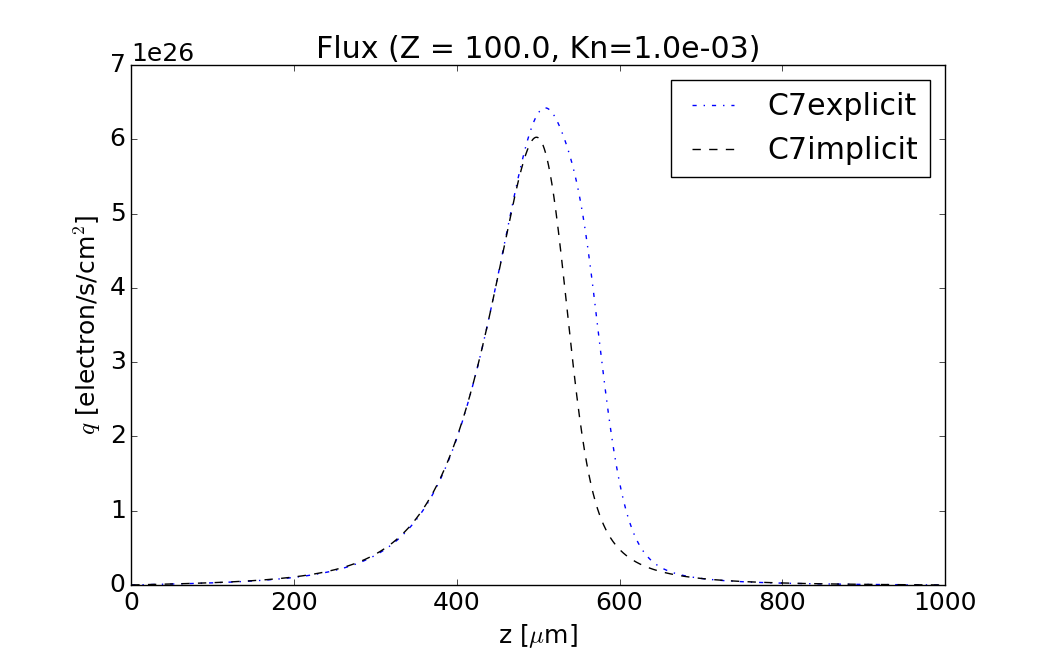 Flux (Z = 100.0, Kn=1.0e-03)
1e26
C7explicit
C7implicit
7
6
5
4
3
2
1
0
q [electron/s/cm²]
0 200 400 600 800 1000
z [μm]